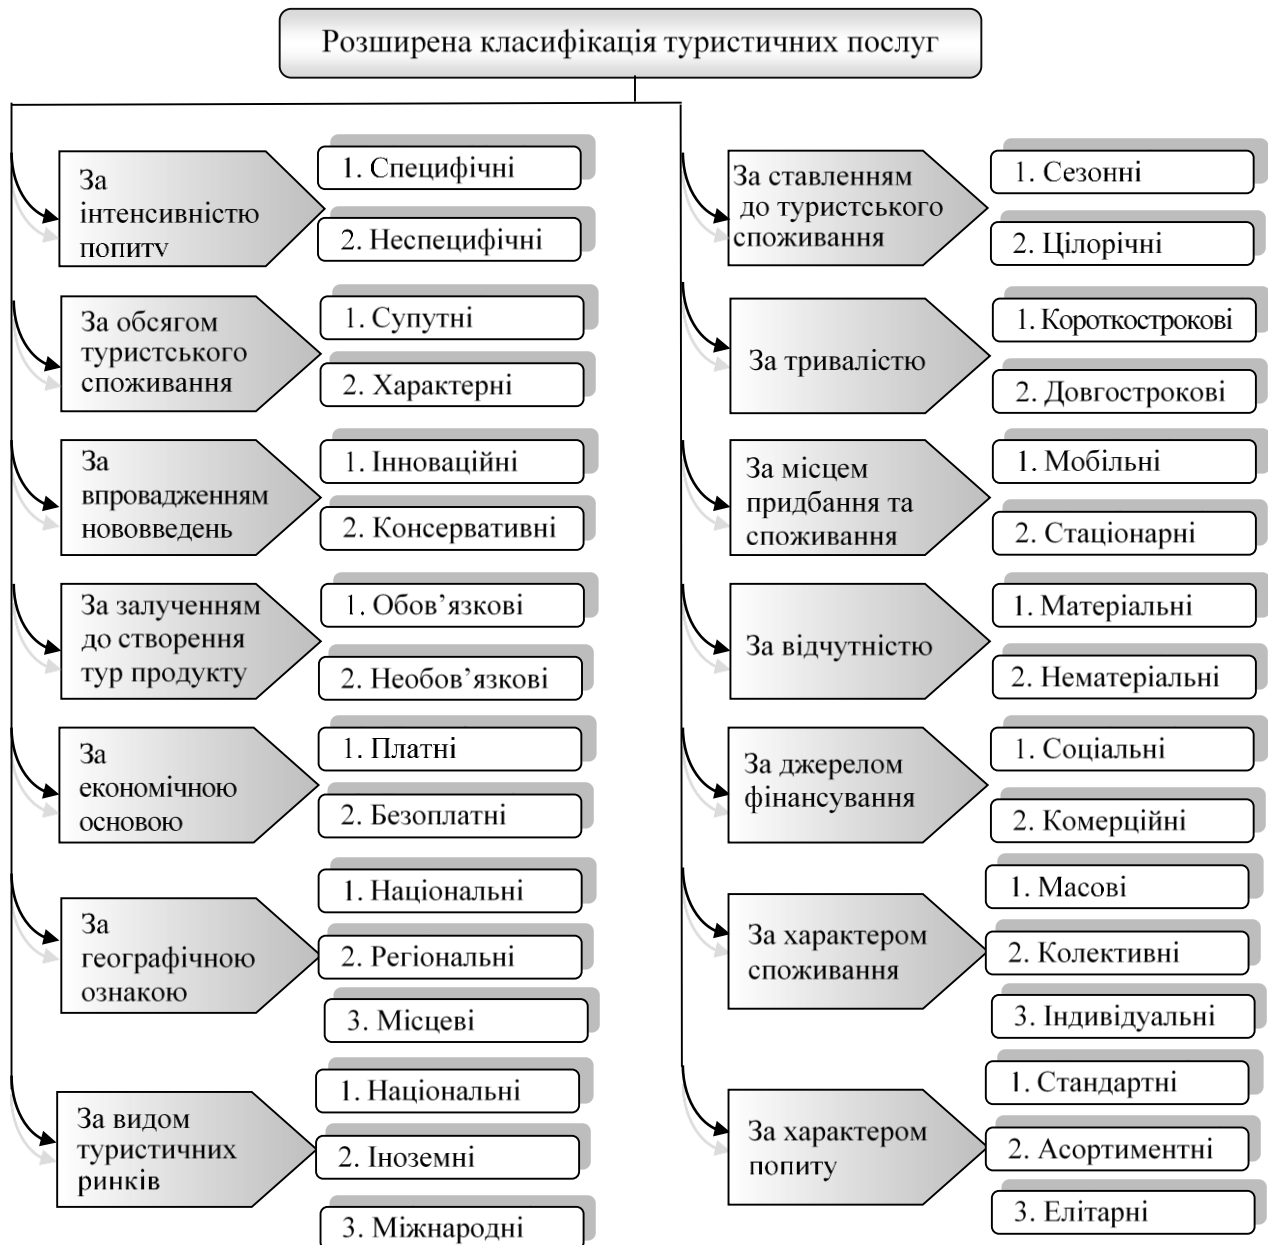 Розширена класифікація туристичних послуг
За
інтенсивністю
попиту
1. Специфічні
2. Неспецифічні
За обсягом
туристського
споживання
1. Супутні
2. Характерні
За
впровадженням
нововведень
1. Інноваційні
2. Консервативні
За залученням
до створення
тур продукту
1. Обов’язкові
2. Необов’язкові
За
економічною
основою
1. Платні
2. Безоплатні
За
географічною
ознакою
1. Національні
2. Регіональні
3. Місцеві
За видом
туристичних
ринків
1. Національні
2. Іноземні
3. Міжнародні
За ставленням
до туристського
споживання
1. Сезонні
2. Цілорічні
За тривалістю
1. Короткострокові
2. Довгострокові
За місцем
придбання та
споживання
1. Мобільні
2. Стаціонарні
За відчутністю
1. Матеріальні
2. Нематеріальні
За джерелом
фінансування
1. Соціальні
2. Комерційні
За характером
споживання
1. Масові
2. Колективні
3. Індивідуальні
За характером
попиту
1. Стандартні
2. Асортиментні
3. Елітарні